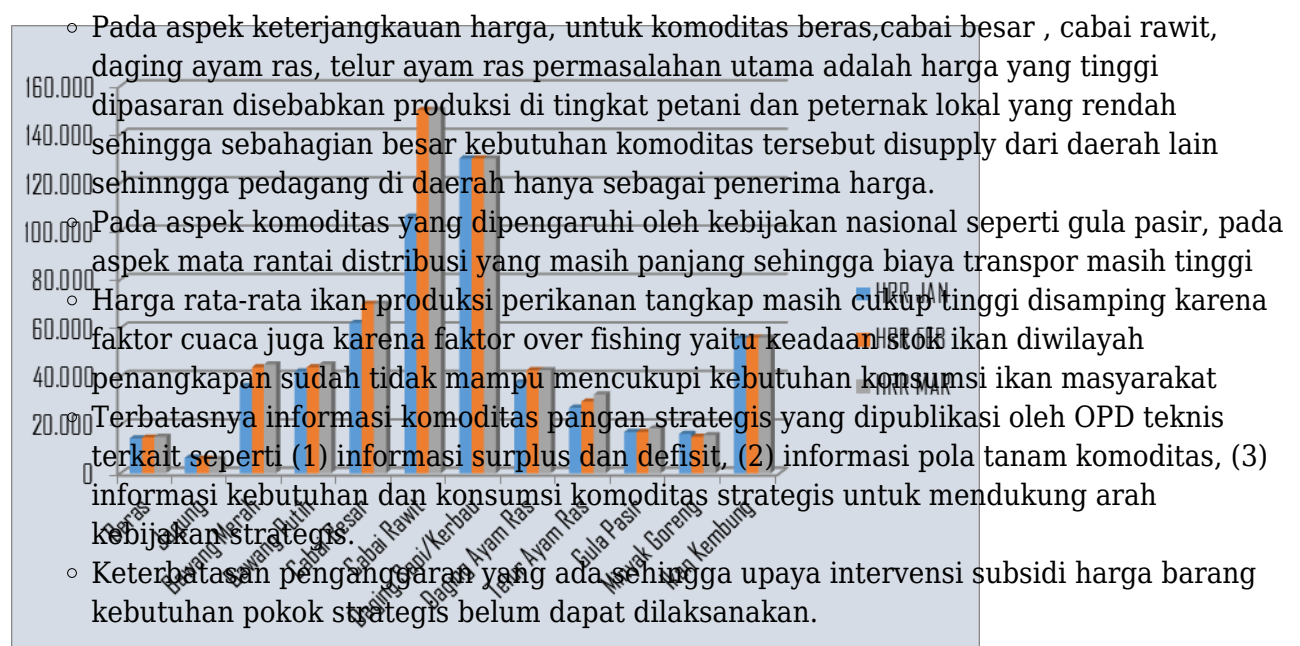 Pada aspek keterjangkauan harga, untuk komoditas beras,cabai besar , cabai rawit,
daging ayam ras, telur ayam ras permasalahan utama adalah harga yang tinggi
dipasaran disebabkan produksi di tingkat petani dan peternak lokal yang rendah
sehingga sebahagian besar kebutuhan komoditas tersebut disupply dari daerah lain
sehinngga pedagang di daerah hanya sebagai penerima harga.
Pada aspek komoditas yang dipengaruhi oleh kebijakan nasional seperti gula pasir, pada
aspek mata rantai distribusi yang masih panjang sehingga biaya transpor masih tinggi
Harga rata-rata ikan produksi perikanan tangkap masih cukup tinggi disamping karena
faktor cuaca juga karena faktor over fishing yaitu keadaan stok ikan diwilayah
penangkapan sudah tidak mampu mencukupi kebutuhan konsumsi ikan masyarakat
Terbatasnya informasi komoditas pangan strategis yang dipublikasi oleh OPD teknis
terkait seperti (1) informasi surplus dan defisit, (2) informasi pola tanam komoditas, (3)
informasi kebutuhan dan konsumsi komoditas strategis untuk mendukung arah
kebijakan strategis.
Keterbatasan penganggaran yang ada sehingga upaya intervensi subsidi harga barang
kebutuhan pokok strategis belum dapat dilaksanakan.
160.000
140.000
120.000
100.000
80.000
60.000
40.000
20.000
0
Beras
Jagung
Bawang Merah
Bawang Putih
Cabai Besar
Cabai Rawit
Daging Sapi/Kerbau
Daging Ayam Ras
Telur Ayam Ras
Gula Pasir
Minyak Goreng
Ikan Kembung
HRR JAN
HRR FEB
HRR MAR